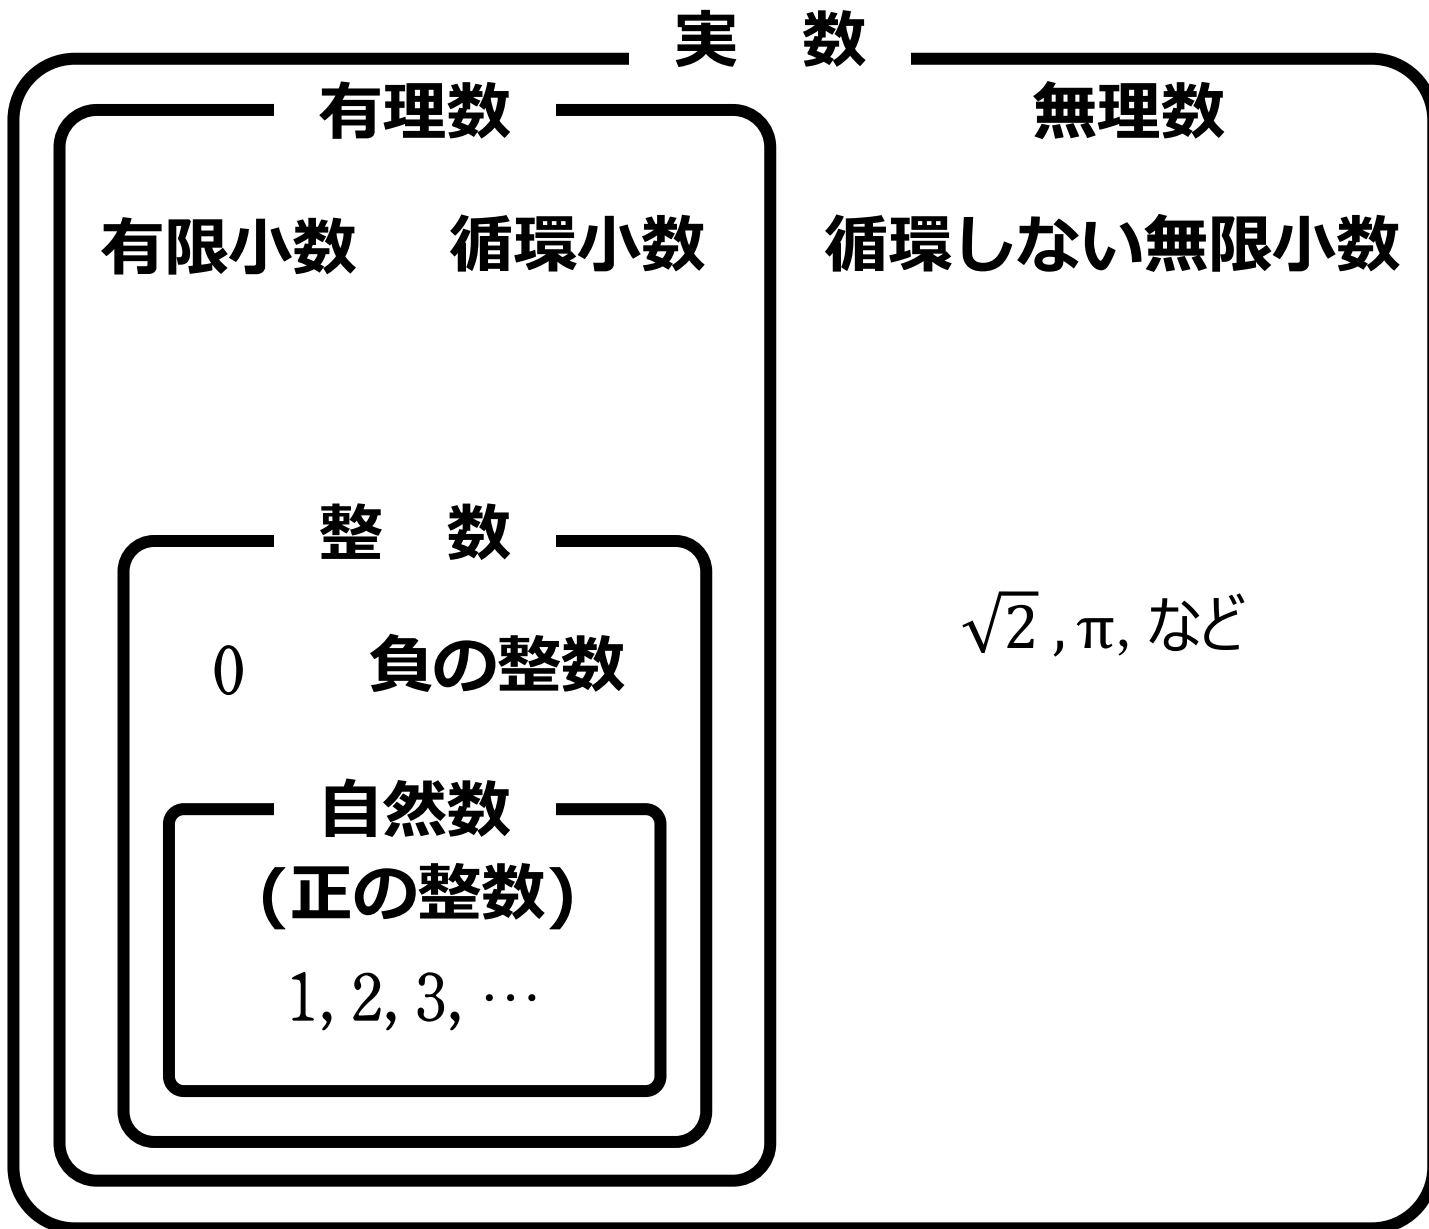 実　数
有理数
無理数
有限小数　循環小数
循環しない無限小数
整　数
0　負の整数
√2 , π, など
自然数
(正の整数)
1, 2, 3, …